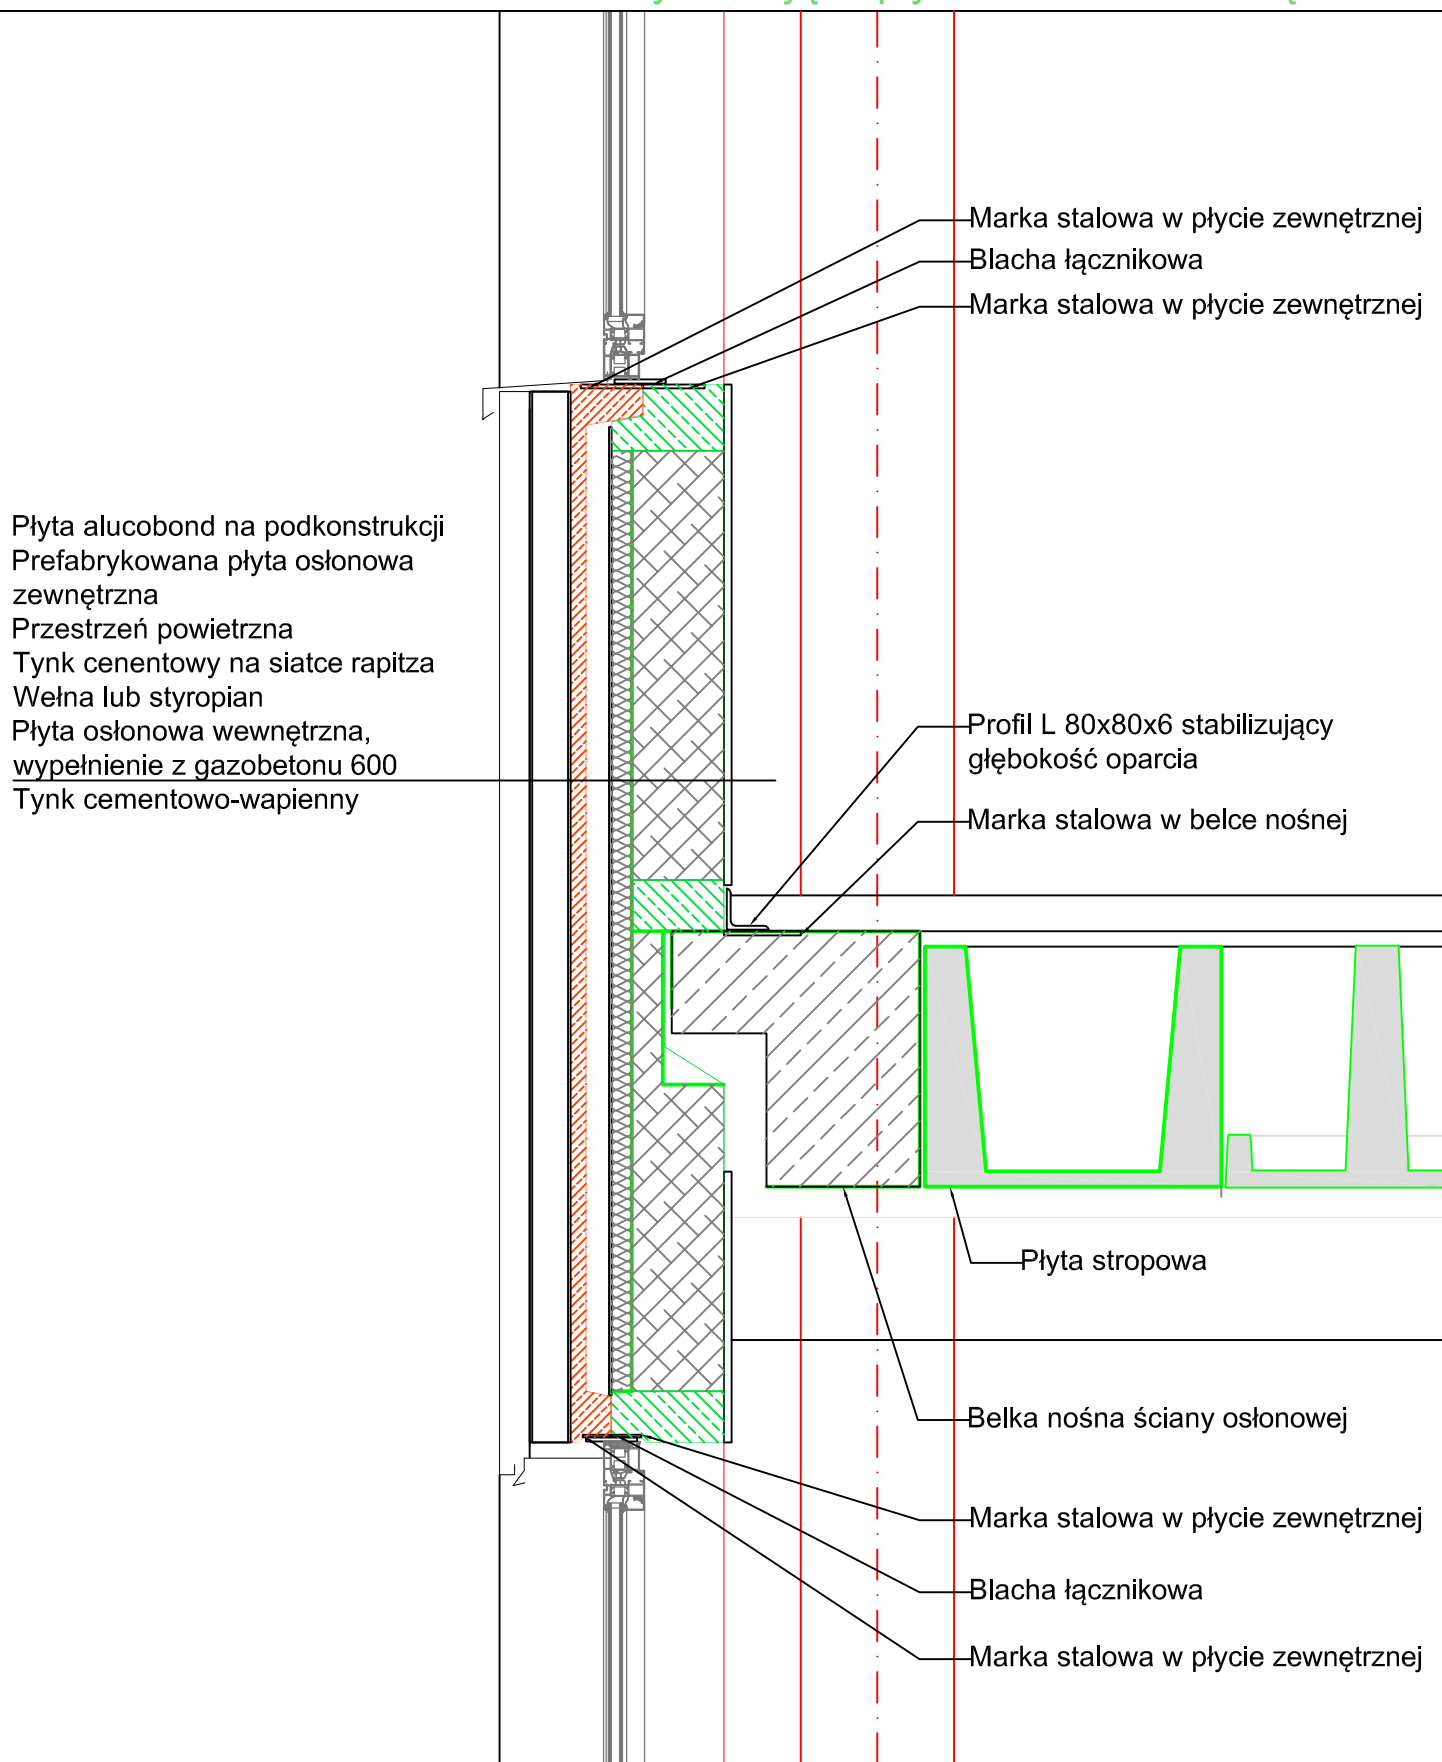 Marka stalowa w płycie zewnętrznej
Blacha łącznikowa
Marka stalowa w płycie zewnętrznej
Płyta alucobond na podkonstrukcji
Prefabrykowana płyta osłonowa
zewnętrzna
Przestrzeń powietrzna
Tynk cenentowy na siatce rapitza
Wełna lub styropian
Płyta osłonowa wewnętrzna,
wypełnienie z gazobetonu 600
Tynk cementowo-wapienny
Profil L 80x80x6 stabilizujący
głębokość oparcia
Marka stalowa w belce nośnej
Płyta stropowa
Belka nośna ściany osłonowej
Marka stalowa w płycie zewnętrznej
Blacha łącznikowa
Marka stalowa w płycie zewnętrznej